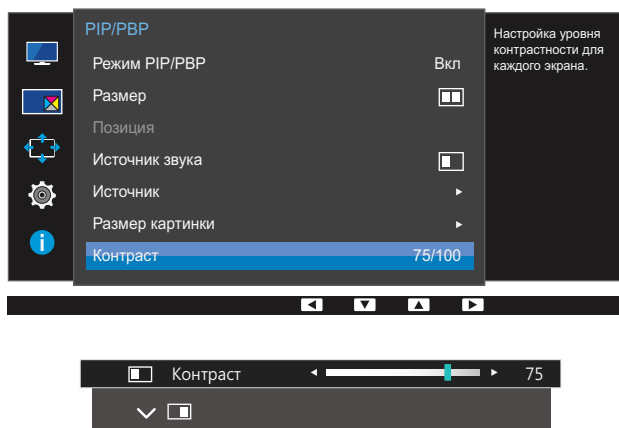 PIP/PBP
Режим PIP/PBP Вкл
Размер
Позиция
Источник звука
Источник
Размер картинки
Контраст 75/100
Настройка уровня
контрастности для
каждого экрана.
Контраст 75